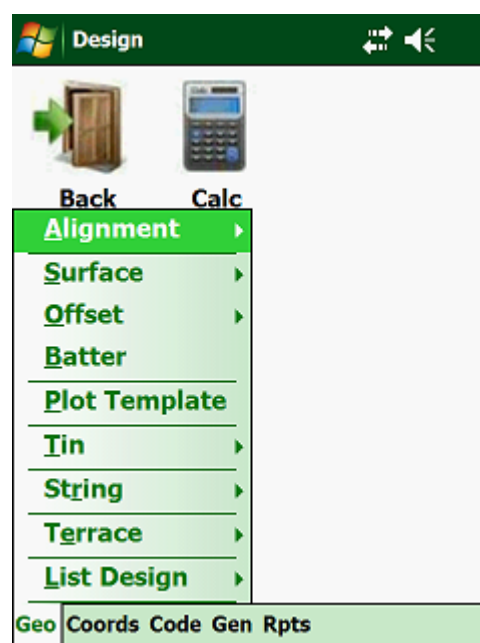 Design
Back Calc
Alignment
Surface
Offset
Batter
Plot Template
Tin
String
Terrace
List Design
Geo Coords Code Gen Rpts